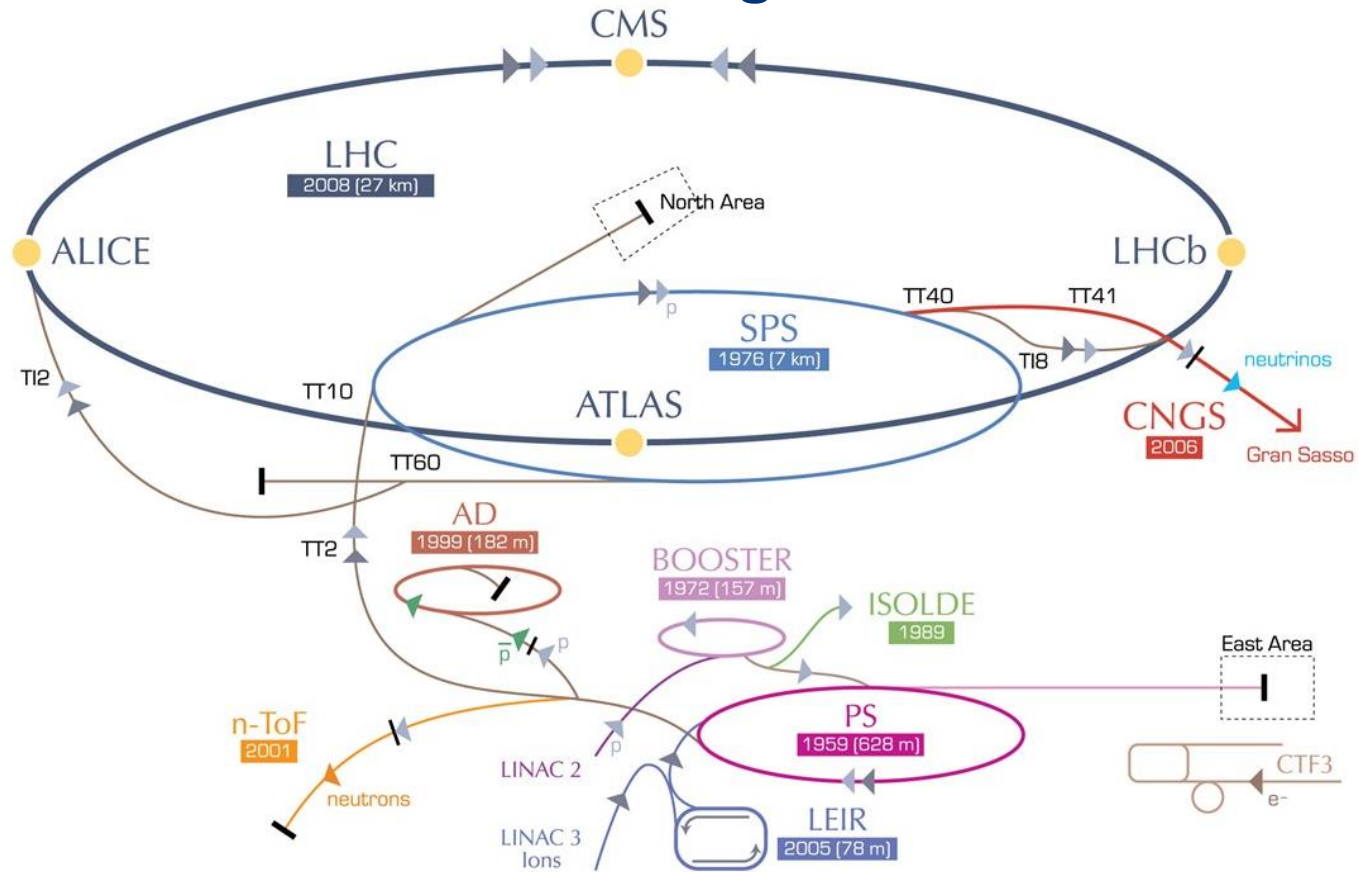 CMS
LHC
2008 (27 km)
North Area
ALICE
LHCb
TT40
TT41
p
SPS
1976 (7 km)
TI8
neutrinos
TI2
TT10
ATLAS
CNGS
2006
Gran Sasso
TT60
AD
1999 (182 m)
TT2
BOOSTER
1972 (157 m)
ISOLDE
1989
p
p
East Area
n-ToF
2001
PS
1959 (628 m)
p
LINAC 2
neutrons
CTF3
e-
LINAC 3
Ions
LEIR
2005 (78 m)